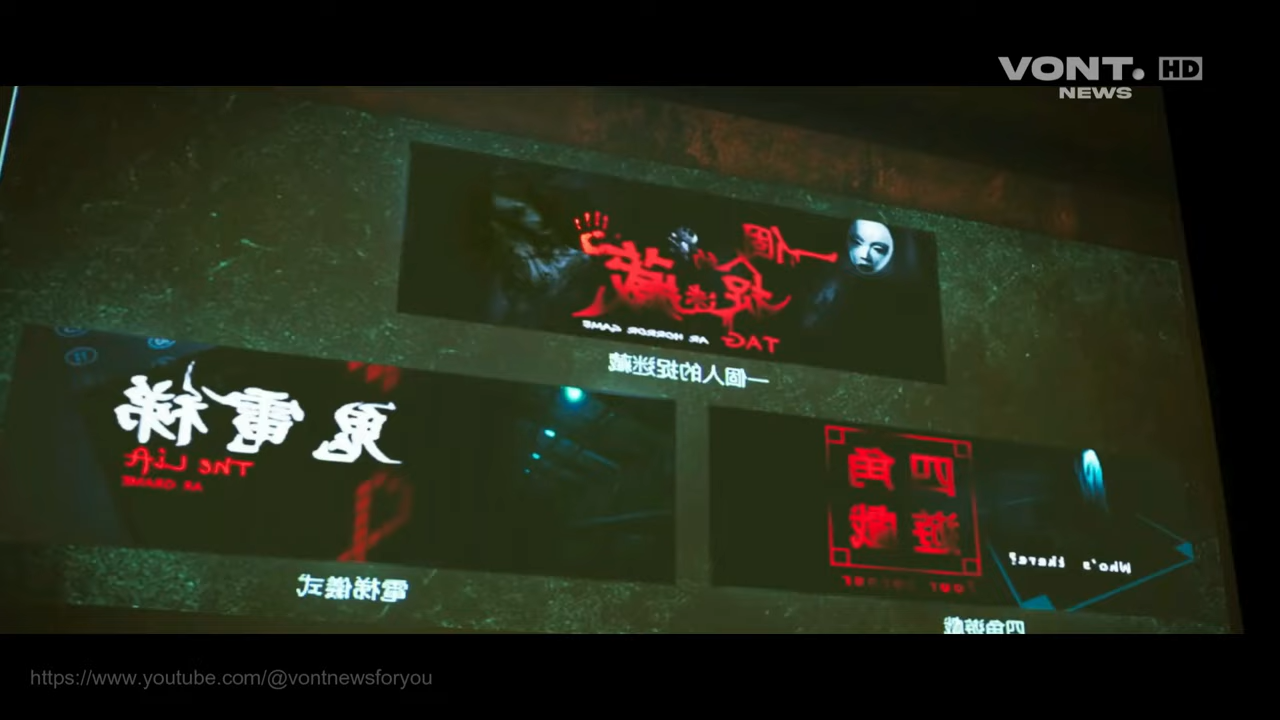 VONT. HD
NEWS
一個人的
捉迷藏
TAG AR HORROR GAME
一個人的捉迷藏
鬼電梯
The Lift
電梯儀式
四角
遊戲
Who's there?
四角遊戲
https://www.youtube.com/@vontnewsforyou